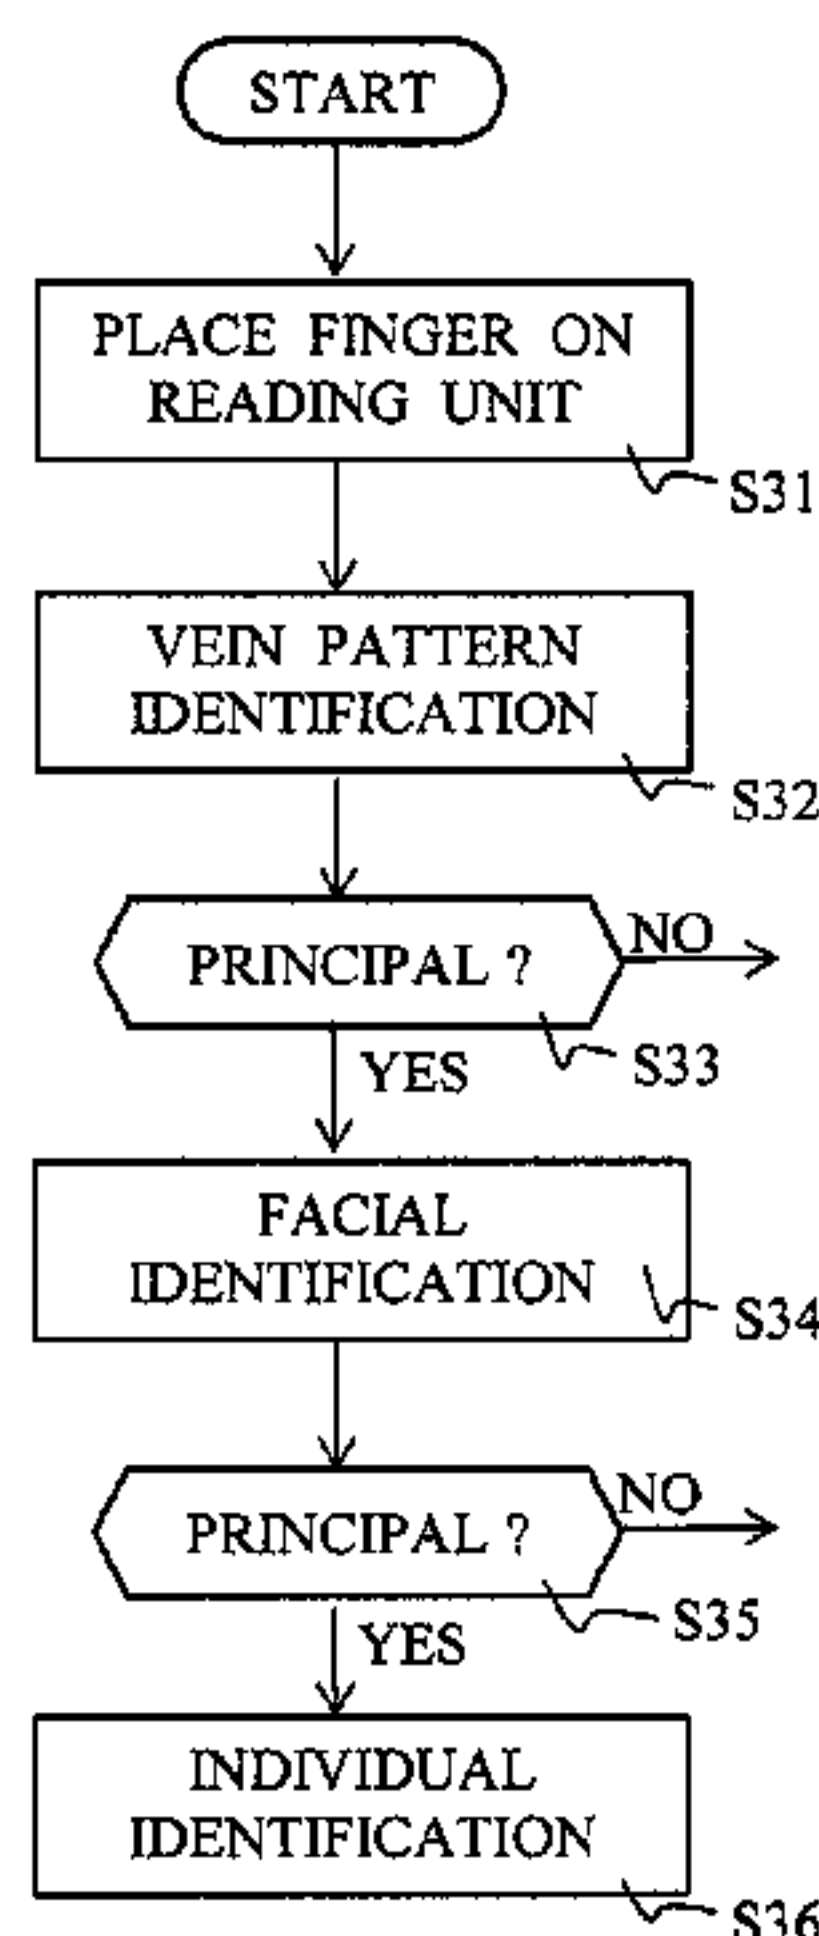 START
PLACE FINGER ON
READING UNIT
S31
VEIN PATTERN
IDENTIFICATION
S32
PRINCIPAL ?
NO
S33
YES
FACIAL
IDENTIFICATION
S34
PRINCIPAL ?
NO
S35
YES
INDIVIDUAL
IDENTIFICATION
S36